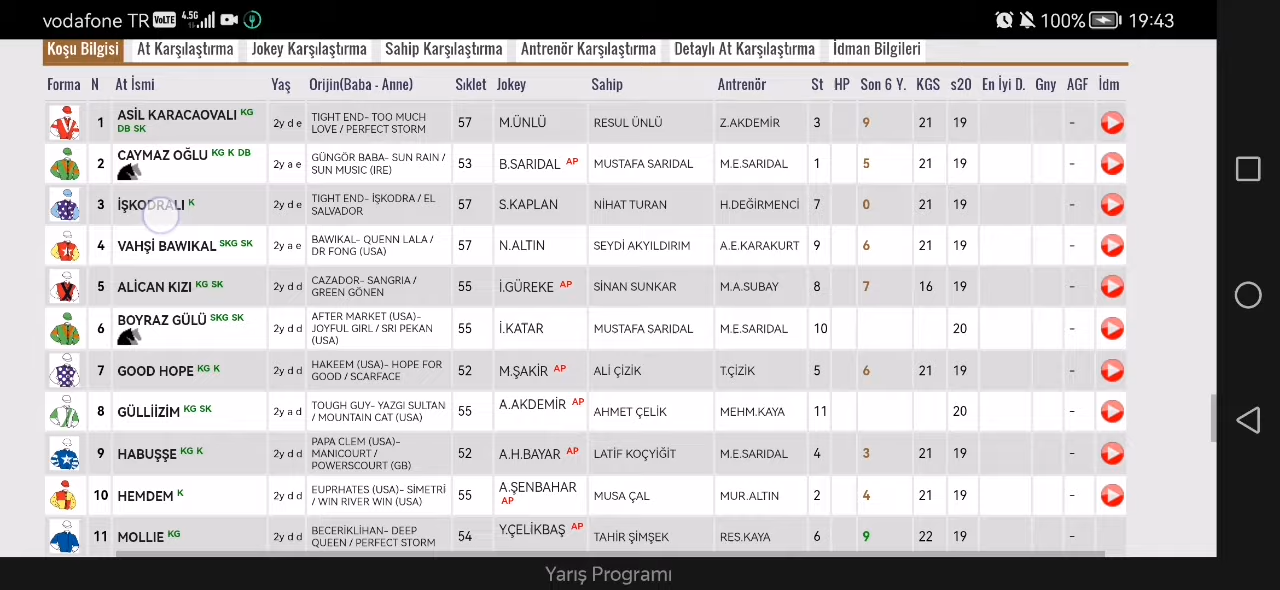 vodafone TR VoLTE 4.5G 100% 19:43
Koşu Bilgisi At Karşılaştırma Jokey Karşılaştırma Sahip Karşılaştırma Antrenör Karşılaştırma Detaylı At Karşılaştırma İdman Bilgileri
Forma N At İsmi Yaş Orijin(Baba - Anne) Sıklet Jokey Sahip Antrenör St HP Son 6 Y. KGS s20 En İyi D. Gny AGF İdm
1 ASİL KARACAOVALI KG DB SK 2y d e TIGHT END- TOO MUCH LOVE / PERFECT STORM 57 M.ÜNLÜ RESUL ÜNLÜ Z.AKDEMİR 3 9 21 19 -
2 CAYMAZ OĞLU KG K DB 2y a e GÜNGÖR BABA- SUN RAIN / SUN MUSIC (IRE) 53 B.SARIDAL AP MUSTAFA SARIDAL M.E.SARIDAL 1 5 21 19 -
3 İŞKODRALI K 2y d e TIGHT END- İŞKODRA / EL SALVADOR 57 S.KAPLAN NİHAT TURAN H.DEĞİRMENCİ 7 0 21 19 -
4 VAHŞİ BAWIKAL SKG SK 2y a e BAWIKAL- QUENN LALA / DR FONG (USA) 57 N.ALTIN SEYDİ AKYILDIRIM A.E.KARAKURT 9 6 21 19 -
5 ALİCAN KIZI KG SK 2y d d CAZADOR- SANGRIA / GREEN GÖNEN 55 İ.GÜREKE AP SİNAN SUNKAR M.A.SUBAY 8 7 16 19 -
6 BOYRAZ GÜLÜ SKG SK 2y d d AFTER MARKET (USA)- JOYFUL GIRL / SRI PEKAN (USA) 55 İ.KATAR MUSTAFA SARIDAL M.E.SARIDAL 10 20 -
7 GOOD HOPE KG K 2y d d HAKEEM (USA)- HOPE FOR GOOD / SCARFACE 52 M.ŞAKİR AP ALİ ÇİZİK T.ÇİZİK 5 6 21 19 -
8 GÜLLİİZİM KG SK 2y a d TOUGH GUY- YAZGI SULTAN / MOUNTAIN CAT (USA) 55 A.AKDEMİR AP AHMET ÇELİK MEHM.KAYA 11 20 -
9 HABUŞŞE KG K 2y d d PAPA CLEM (USA)- MANICOURT / POWERSCOURT (GB) 52 A.H.BAYAR AP LATİF KOÇYİĞİT M.E.SARIDAL 4 3 21 19 -
10 HEMDEM K 2y d d EUPRHATES (USA)- SİMETRİ / WIN RIVER WIN (USA) 55 A.ŞENBAHAR AP MUSA ÇAL MUR.ALTIN 2 4 21 19 -
11 MOLLIE KG 2y d d BECERİKLİHAN- DEEP QUEEN / PERFECT STORM 54 Y.ÇELİKBAŞ AP TAHİR ŞİMŞEK RES.KAYA 6 9 22 19 -
Yarış Programı